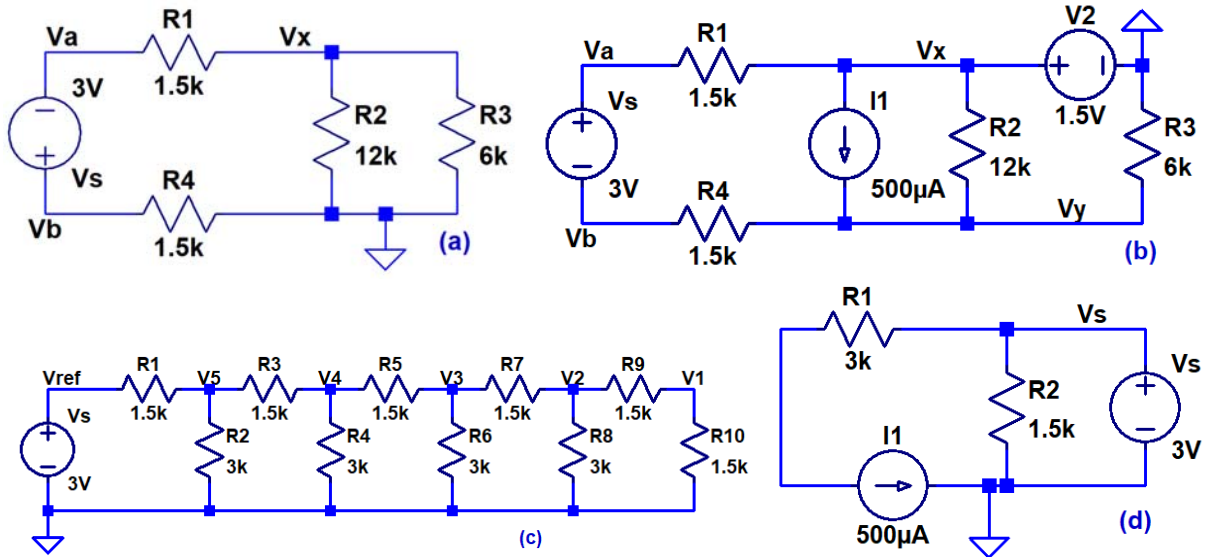 R1
Va
Vx
3V
1.5k
R2
12k
R3
6k
Vs
R4
Vb
1.5k
(a)
V2
R1
Va
Vx
+ −
1.5k
1.5V
Vs
+
−
I1
R2
12k
R3
6k
3V
R4
500µA
Vy
Vb
1.5k
(b)
Vref
R1
V5
R3
V4
R5
V3
R7
V2
R9
V1
1.5k
1.5k
1.5k
1.5k
1.5k
Vs
+
−
3V
R2
3k
R4
3k
R6
3k
R8
3k
R10
1.5k
(c)
R1
Vs
3k
R2
1.5k
Vs
+
−
3V
I1
500µA
(d)